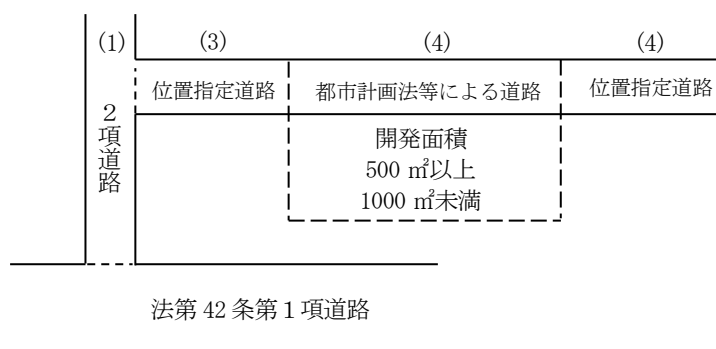 (1)
(3)
(4)
(4)
位置指定道路
都市計画法等による道路
位置指定道路
２項道路
開発面積
500 ㎡以上
1000 ㎡未満
法第 42 条第１項道路